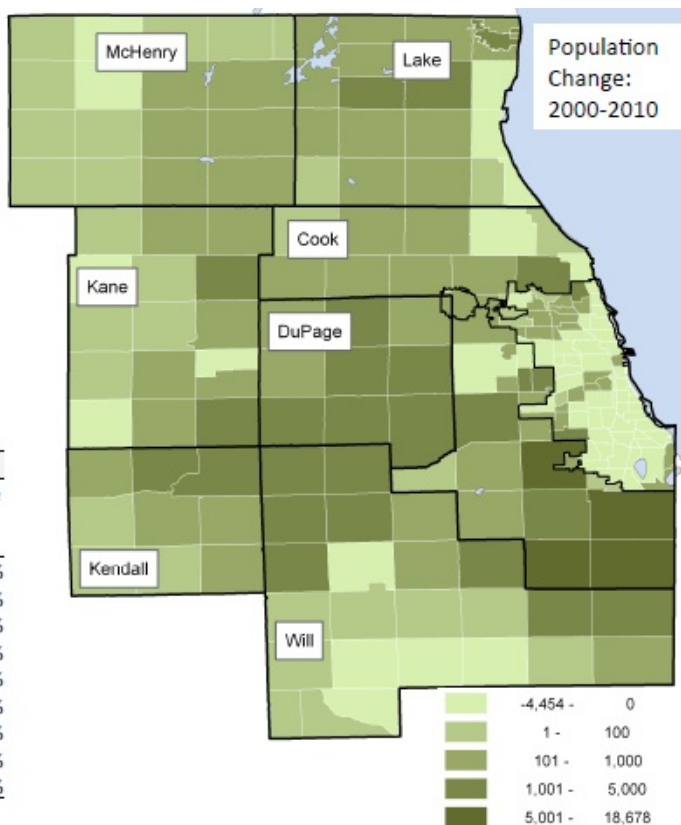 McHenry
Lake
Population
Change:
2000-2010
Cook
Kane
DuPage
Kendall
Will
-4,454 - 0
1 - 100
101 - 1,000
1,001 - 5,000
5,001 - 18,678